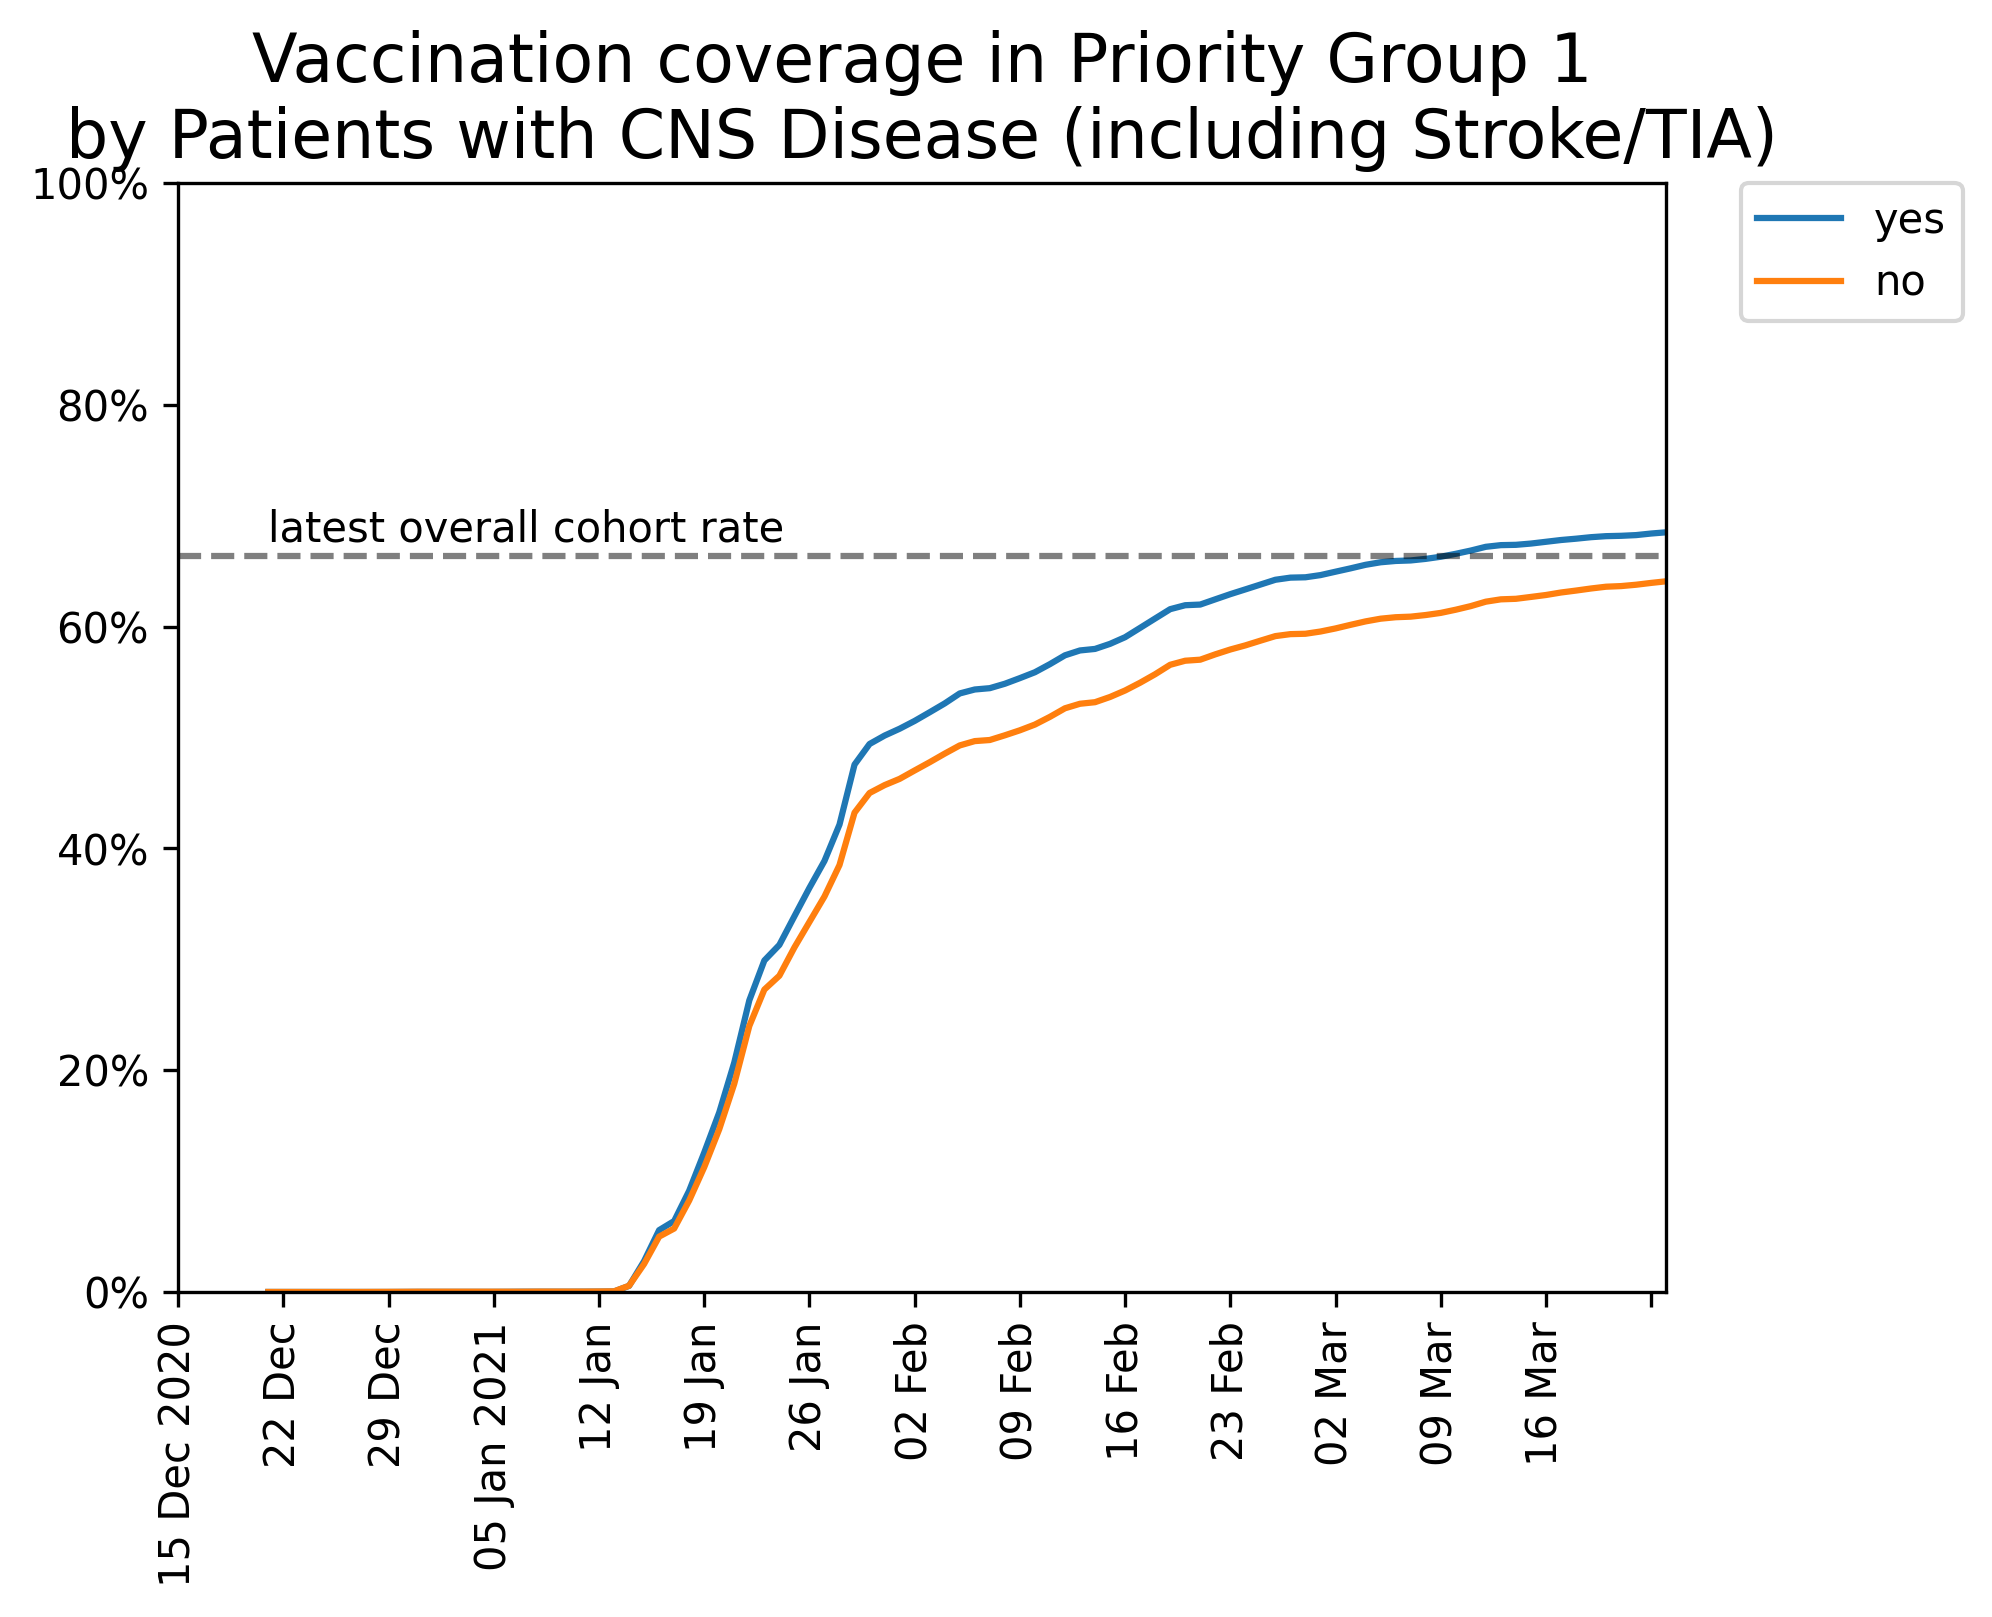 Vaccination coverage in Priority Group 1
by Patients with CNS Disease (including Stroke/TIA)
100%
80%
60%
40%
20%
0%
latest overall cohort rate
yes
no
15 Dec 2020
22 Dec
29 Dec
05 Jan 2021
12 Jan
19 Jan
26 Jan
02 Feb
09 Feb
16 Feb
23 Feb
02 Mar
09 Mar
16 Mar